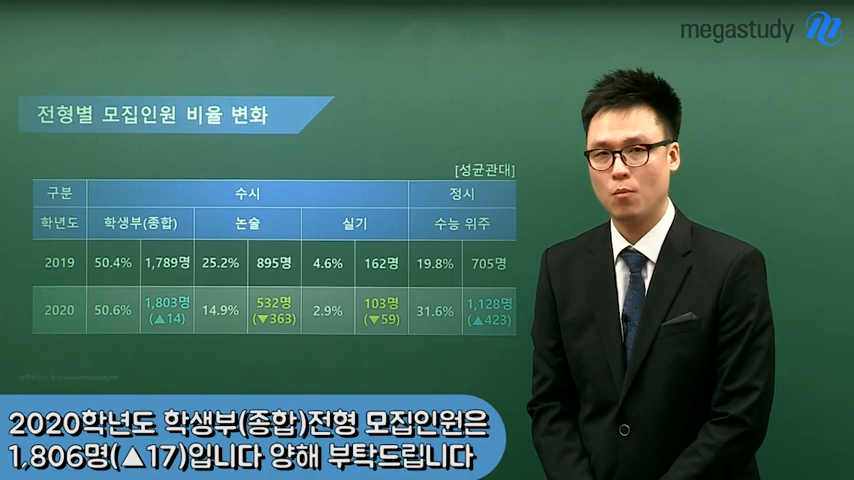 megastudy
전형별 모집인원 비율 변화
[성균관대]
구분 수시 정시
학년도 학생부(종합) 논술 실기 수능 위주
2019 50.4% 1,789명 25.2% 895명 4.6% 162명 19.8% 705명
2020 50.6% 1,803명 (▲14) 14.9% 532명 (▼363) 2.9% 103명 (▼59) 31.6% 1,128명 (▲423)
2020학년도 학생부(종합)전형 모집인원은
1,806명(▲17)입니다 양해 부탁드립니다